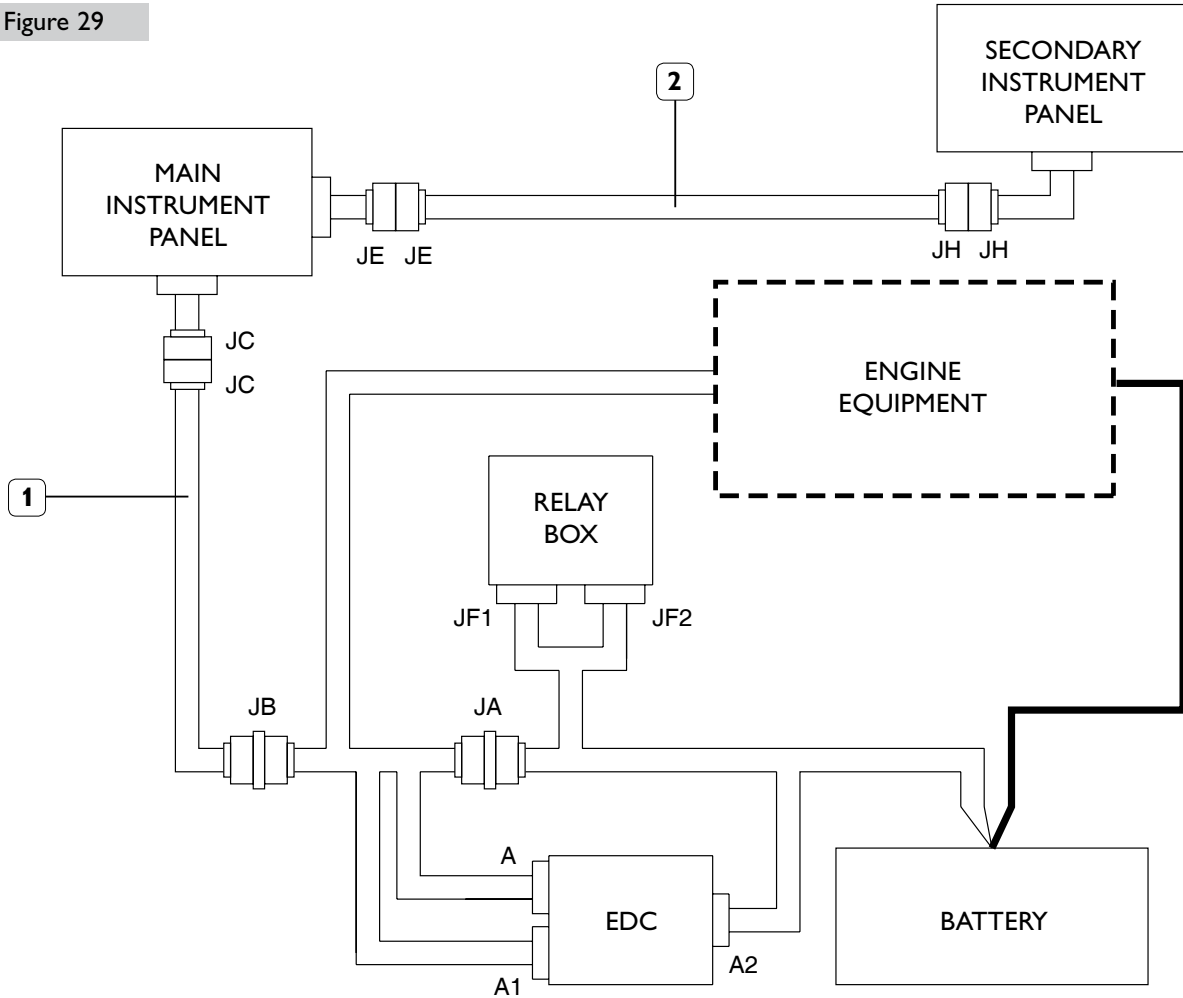 Figure 29
SECONDARY
INSTRUMENT
PANEL
2
MAIN
INSTRUMENT
PANEL
JE JE
JH JH
JC
JC
ENGINE
EQUIPMENT
1
RELAY
BOX
JF1
JF2
JB
JA
A
EDC
BATTERY
A2
A1